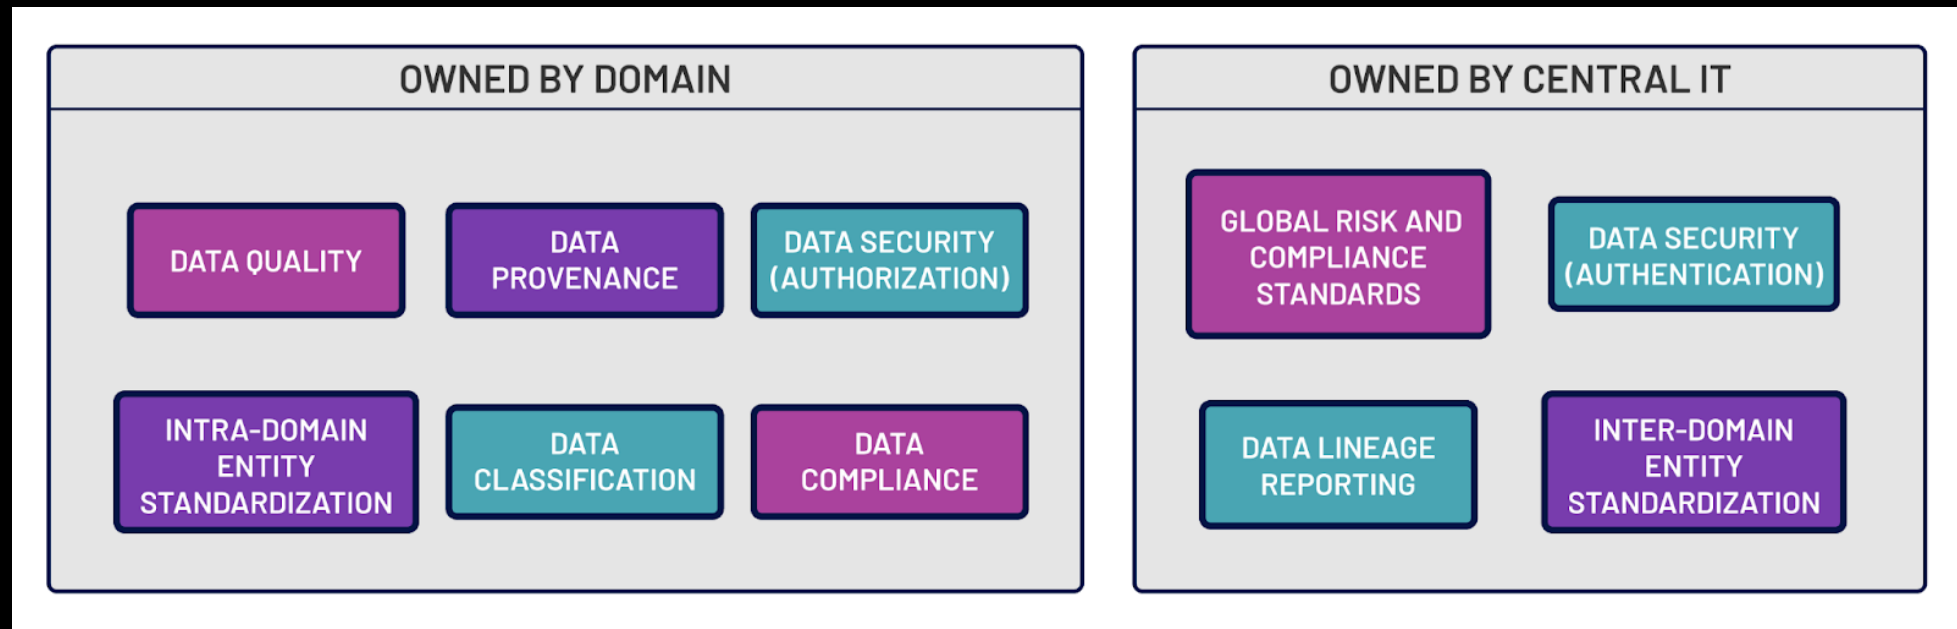 OWNED BY DOMAIN
DATA QUALITY
DATA
PROVENANCE
DATA SECURITY
(AUTHORIZATION)
INTRA-DOMAIN
ENTITY
STANDARDIZATION
DATA
CLASSIFICATION
DATA
COMPLIANCE
OWNED BY CENTRAL IT
GLOBAL RISK AND
COMPLIANCE
STANDARDS
DATA SECURITY
(AUTHENTICATION)
DATA LINEAGE
REPORTING
INTER-DOMAIN
ENTITY
STANDARDIZATION